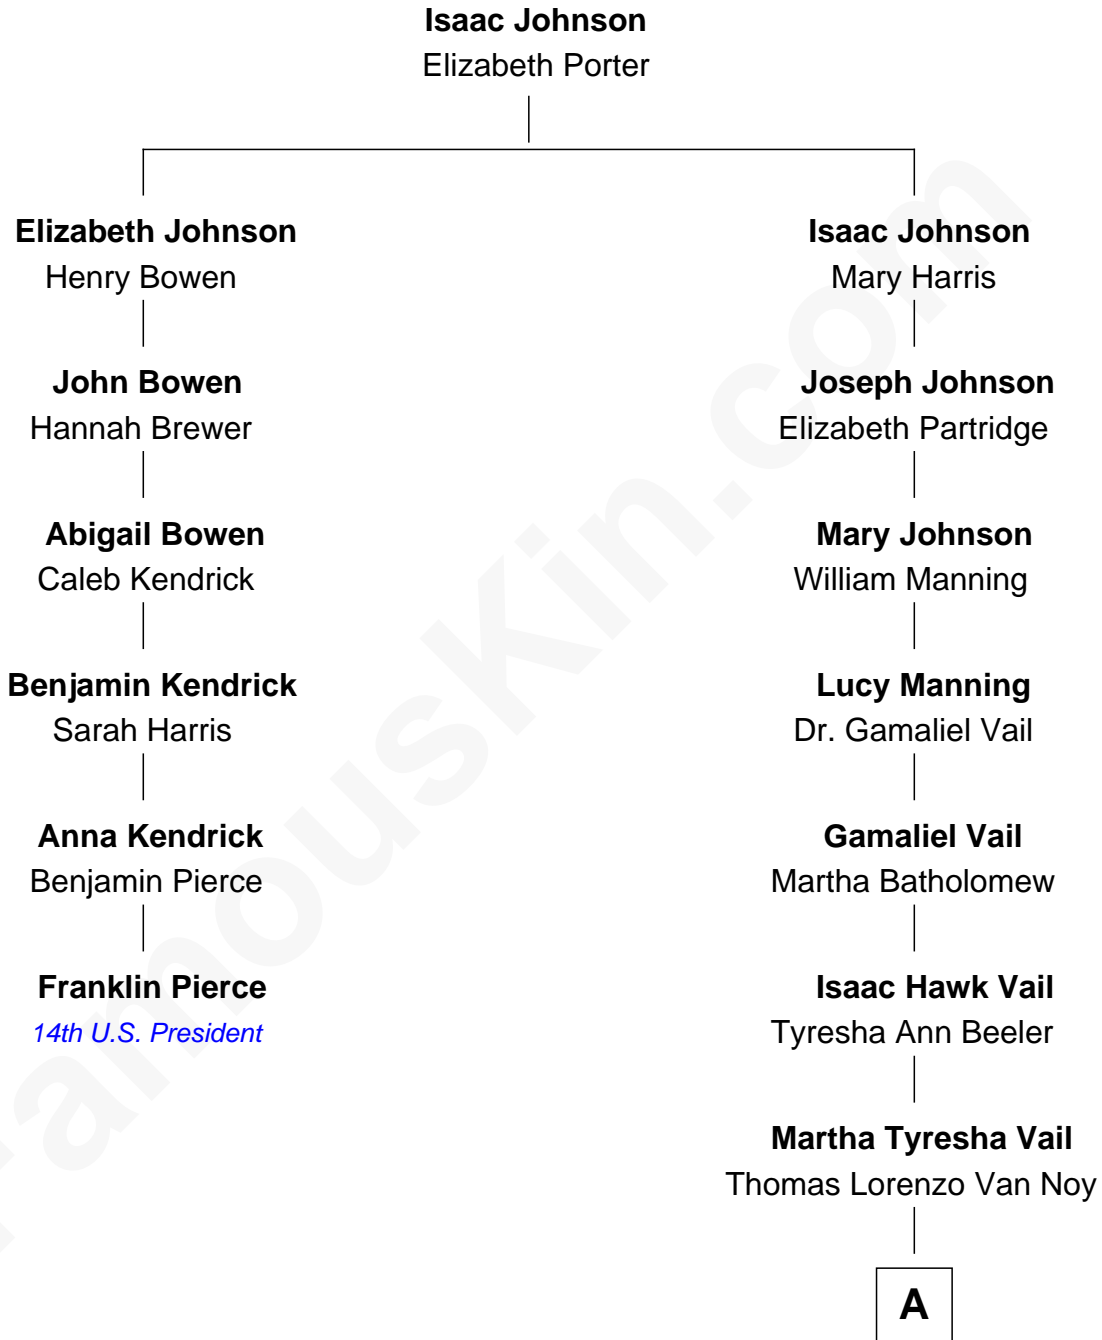 Isaac Johnson
Elizabeth Porter
Elizabeth Johnson
Henry Bowen
John Bowen
Hannah Brewer
Abigail Bowen
Caleb Kendrick
Benjamin Kendrick
Sarah Harris
Anna Kendrick
Benjamin Pierce
Franklin Pierce
14th U.S. President
Isaac Johnson
Mary Harris
Joseph Johnson
Elizabeth Partridge
Mary Johnson
William Manning
Lucy Manning
Dr. Gamaliel Vail
Gamaliel Vail
Martha Batholomew
Isaac Hawk Vail
Tyresha Ann Beeler
Martha Tyresha Vail
Thomas Lorenzo Van Noy
A
FamousKin.com